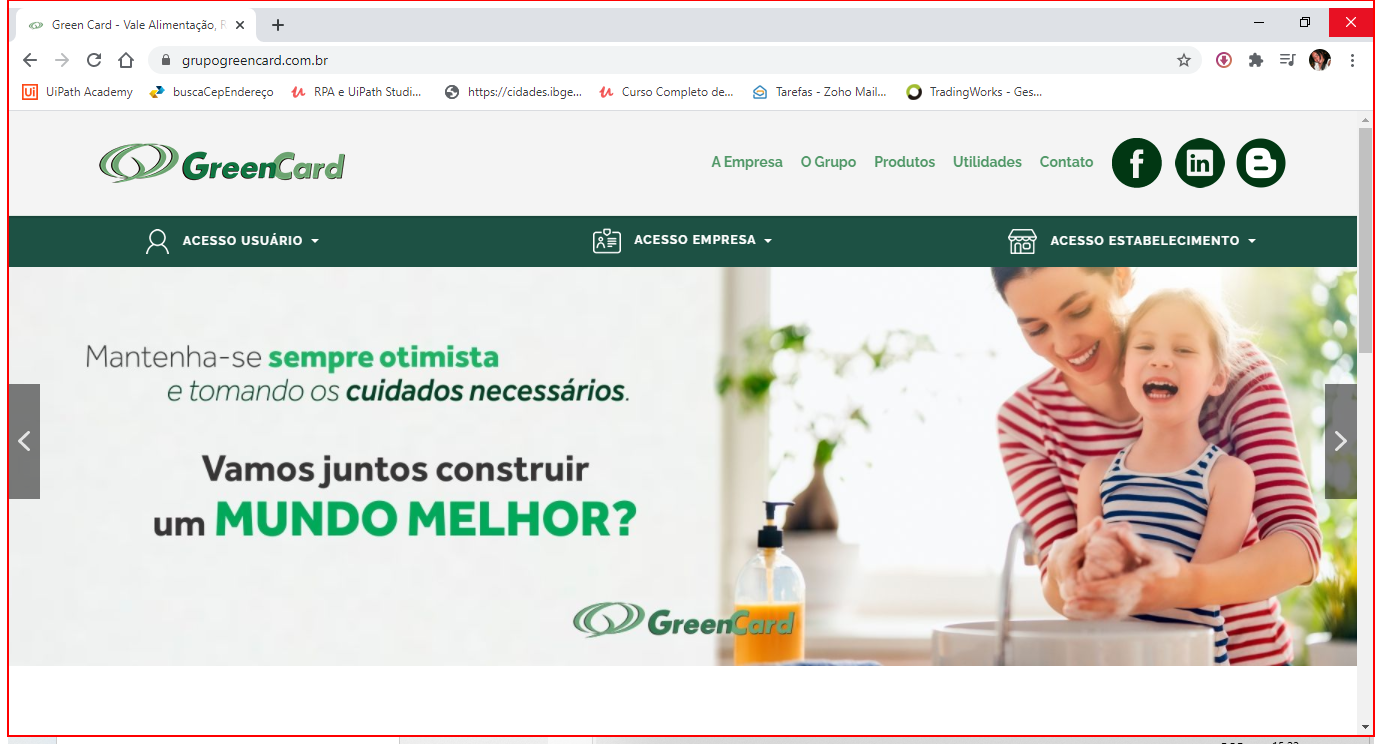 Green Card - Vale Alimentação, R
grupogreencard.com.br
Ui UiPath Academy buscaCepEndereço RPA e UiPath Studi... https://cidades.ibge... Curso Completo de... Tarefas - Zoho Mail... TradingWorks - Ges...
GreenCard A Empresa O Grupo Produtos Utilidades Contato
ACESSO USUÁRIO ACESSO EMPRESA ACESSO ESTABELECIMENTO
Mantenha-se sempre otimista
e tomando os cuidados necessários.
Vamos juntos construir
um MUNDO MELHOR?
GreenCard